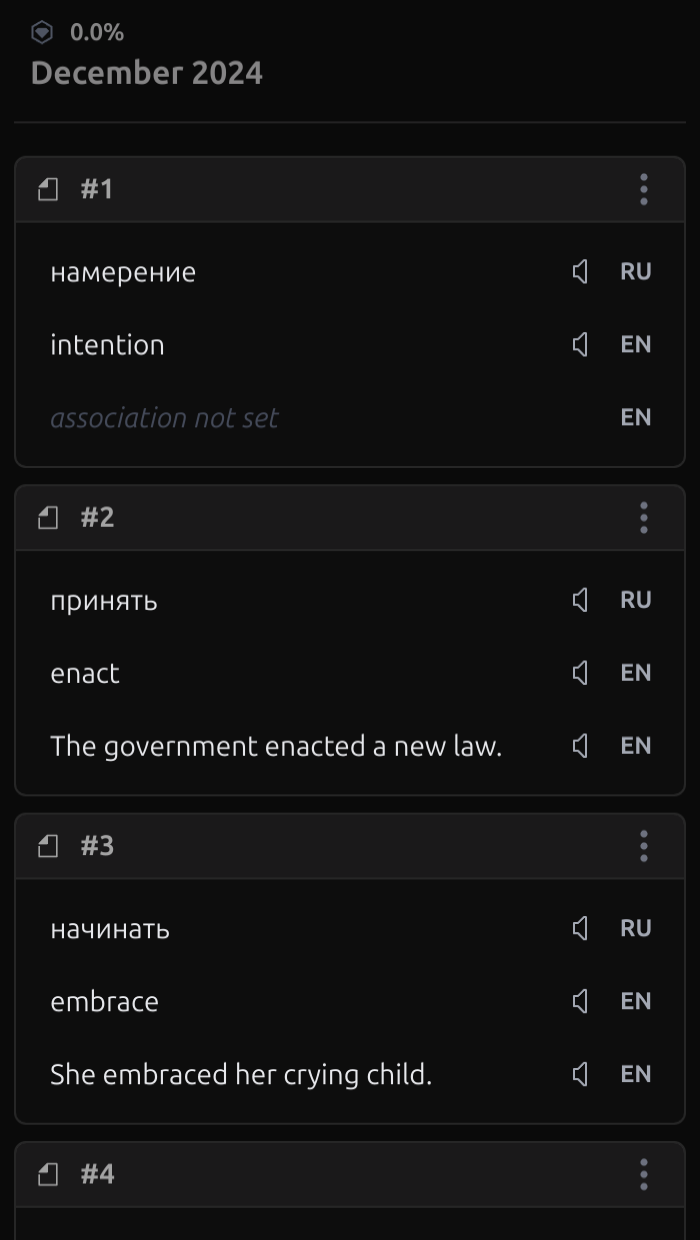 0.0%
December 2024
#1
намерение RU
intention EN
association not set EN
#2
принять RU
enact EN
The government enacted a new law. EN
#3
начинать RU
embrace EN
She embraced her crying child. EN
#4